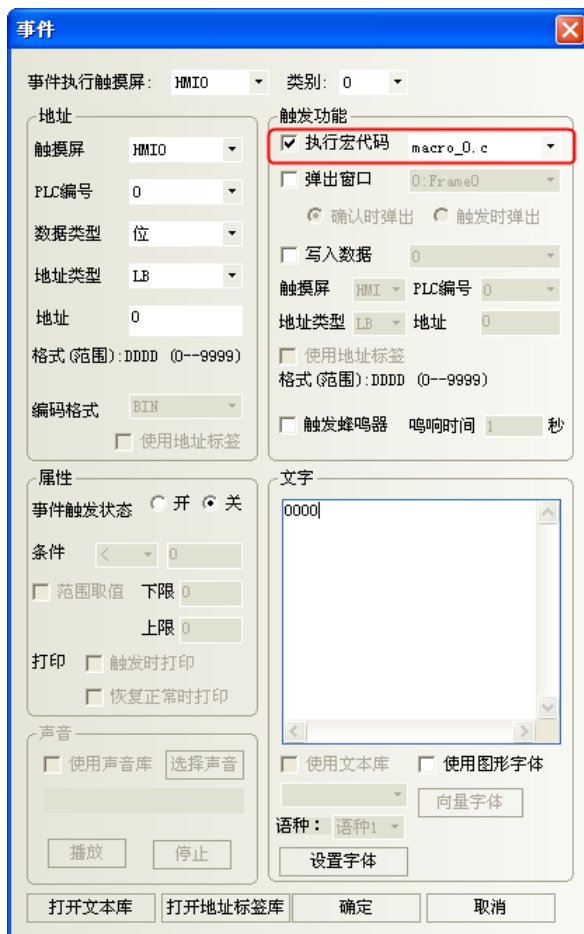 事件
事件执行触摸屏: HMI0 类别: 0
地址
触摸屏 HMI0
PLC编号 0
数据类型 位
地址类型 LB
地址 0
格式(范围):DDDD (0--9999)
编码格式 BIN
使用地址标签
触发功能
执行宏代码 macro_0.c
弹出窗口 0:Frame0
确认时弹出 触发时弹出
写入数据 0
触摸屏 HMI PLC编号 0
地址类型 LB 地址 0
使用地址标签
格式(范围):DDDD (0--9999)
触发蜂鸣器 鸣响时间 1 秒
属性
事件触发状态 开 关
条件 < 0
范围取值 下限 0
上限 0
打印 触发时打印
恢复正常时打印
文字
0000
声音
使用声音库 选择声音
播放 停止
使用文本库 使用图形字体
向量字体
语种: 语种1
设置字体
打开文本库 打开地址标签库 确定 取消